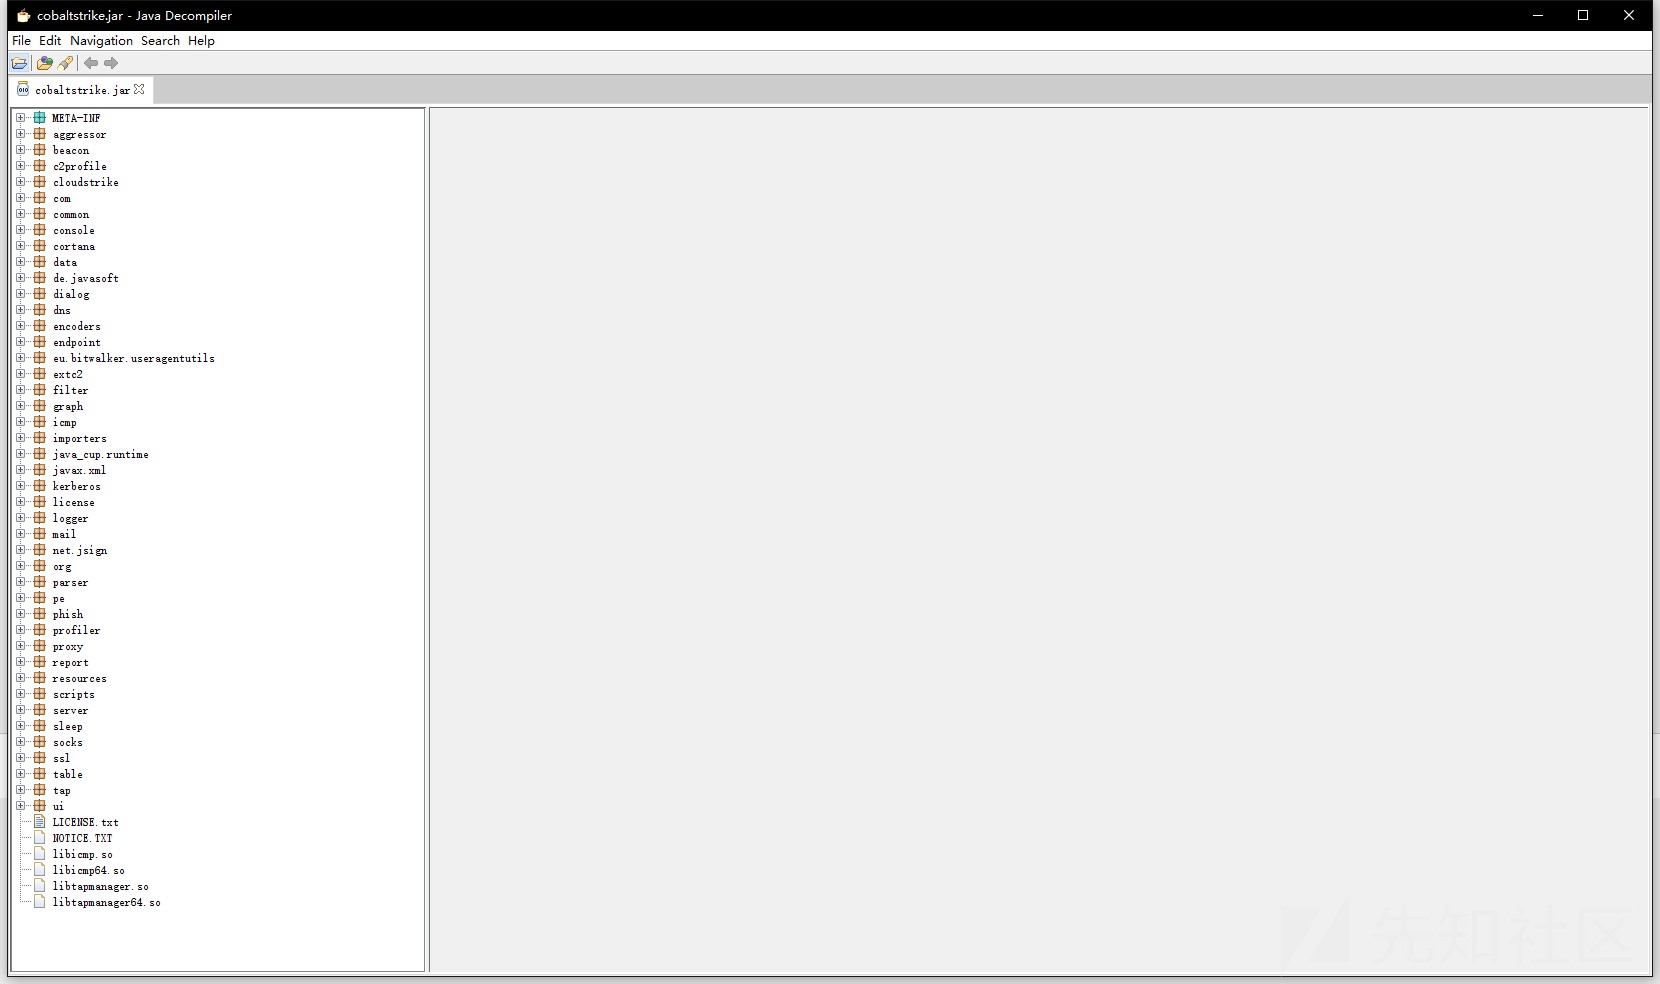 cobaltstrike.jar - Java Decompiler
File Edit Navigation Search Help
cobaltstrike.jar
META-INF
aggressor
beacon
c2profile
cloudstrike
com
common
console
cortana
data
de.javasoft
dialog
dns
encoders
endpoint
eu.bitwalker.useragentutils
extc2
filter
graph
icmp
importers
java_cup.runtime
javax.xml
kerberos
license
logger
mail
net.jsign
org
parser
pe
phish
profiler
proxy
report
resources
scripts
server
sleep
socks
ssl
table
tap
ui
LICENSE.txt
NOTICE.TXT
libicmp.so
libicmp64.so
libtapmanager.so
libtapmanager64.so
先知社区